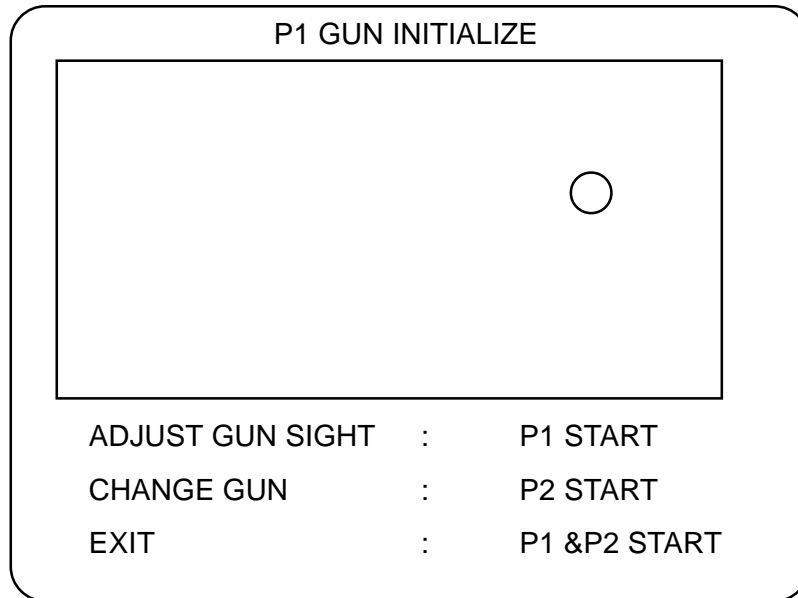 P1 GUN INITIALIZE
ADJUST GUN SIGHT : P1 START
CHANGE GUN : P2 START
EXIT : P1 &P2 START